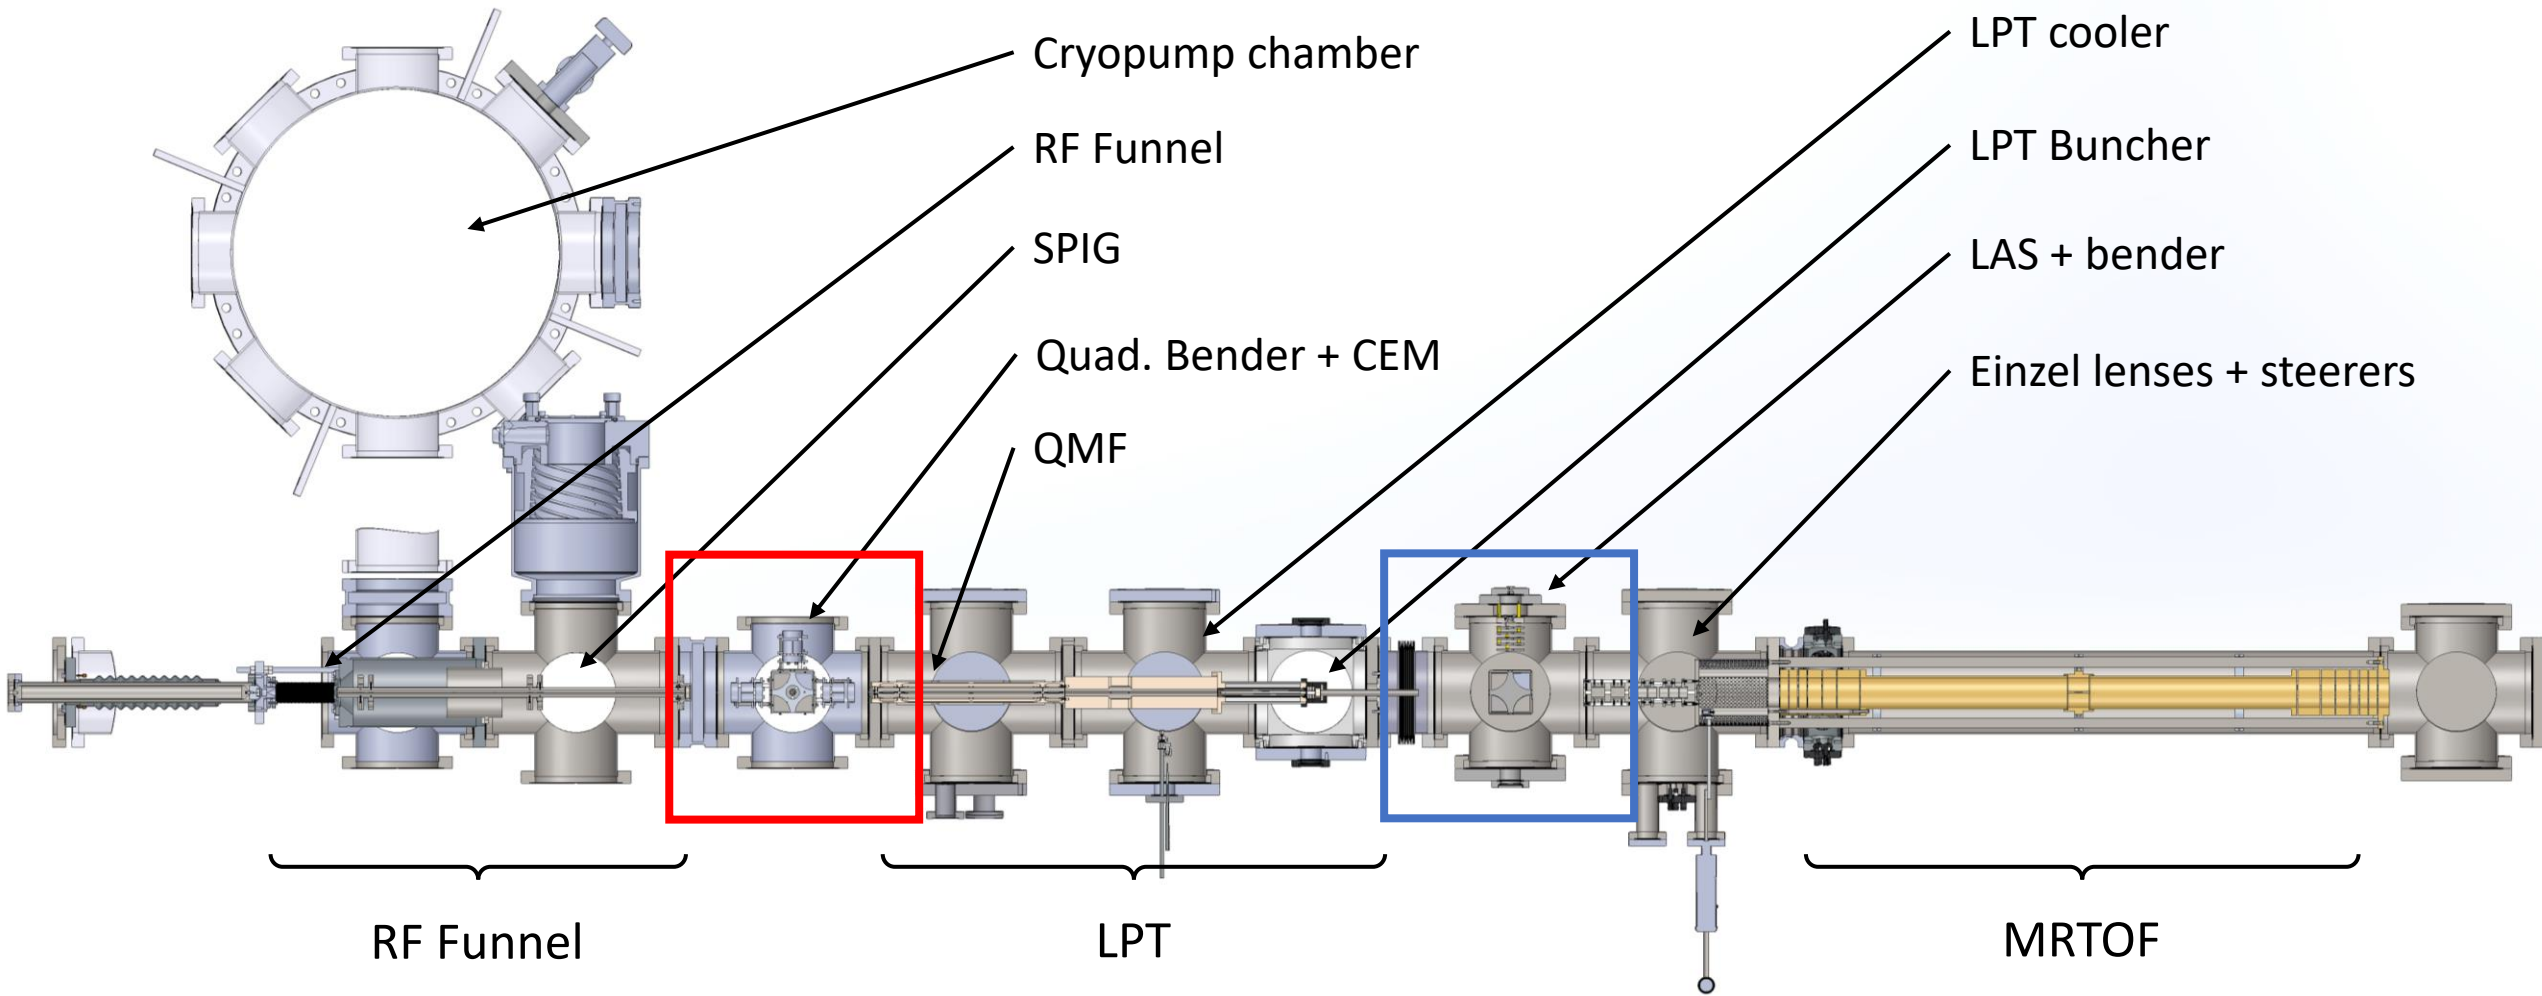 Cryopump chamber
RF Funnel
SPIG
Quad. Bender + CEM
QMF
LPT cooler
LPT Buncher
LAS + bender
Einzel lenses + steerers
RF Funnel
LPT
MRTOF